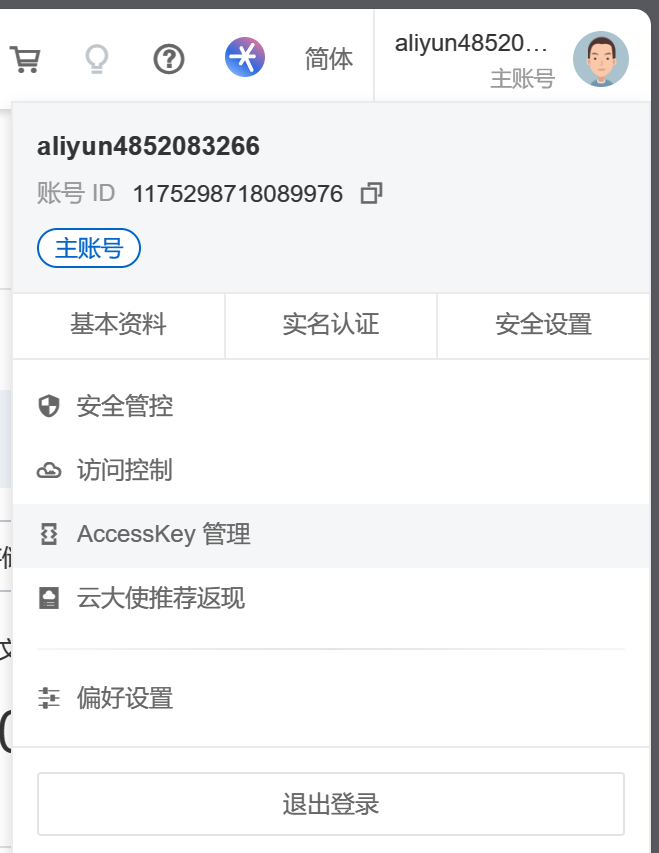 简体
aliyun48520...
主账号
aliyun4852083266
账号 ID 1175298718089976
主账号
基本资料 实名认证 安全设置
安全管控
访问控制
AccessKey 管理
云大使推荐返现
偏好设置
退出登录